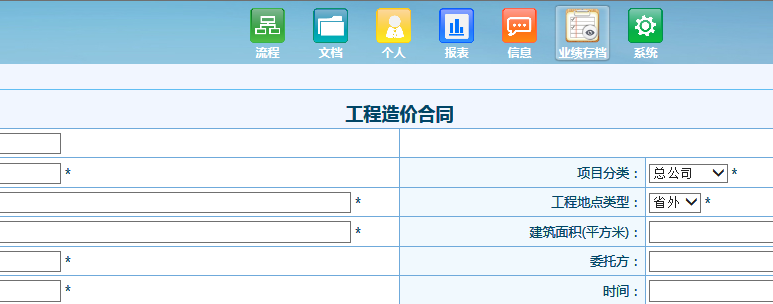 流程 文档 个人 报表 信息 业绩存档 系统
工程造价合同
* 项目分类： 总公司 *
* 工程地点类型： 省外 *
* 建筑面积(平方米)：
* 委托方：
* 时间：